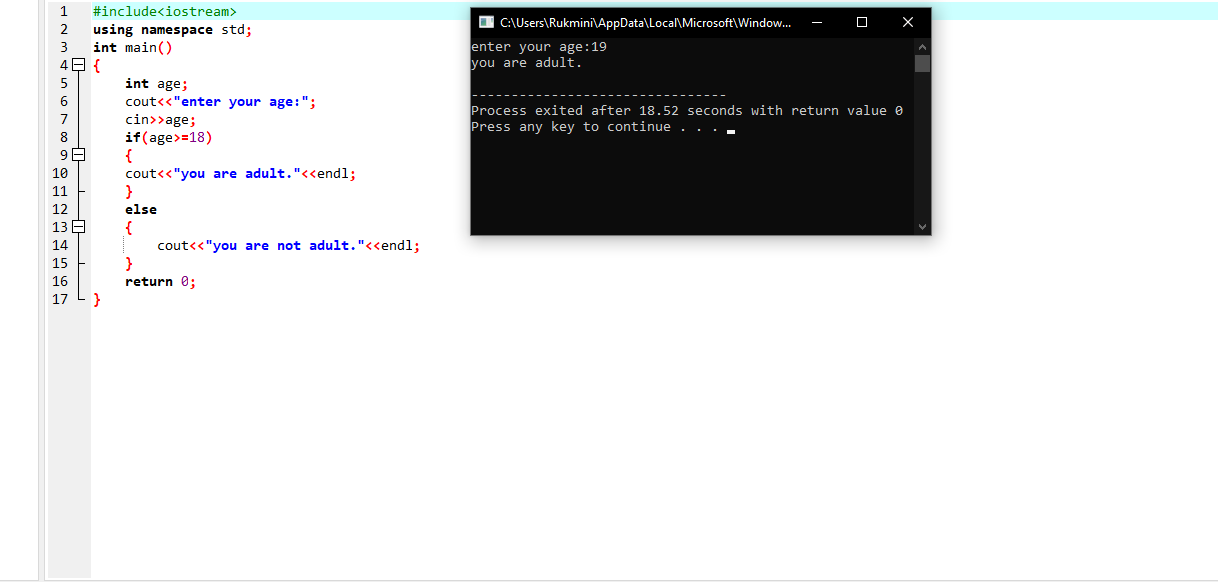 1 #include<iostream>
2 using namespace std;
3 int main()
4 {
5     int age;
6     cout<<"enter your age:";
7     cin>>age;
8     if(age>=18)
9     {
10     cout<<"you are adult."<<endl;
11     }
12     else
13     {
14         cout<<"you are not adult."<<endl;
15     }
16     return 0;
17 }
C:\Users\Rukmini\AppData\Local\Microsoft\Window...
enter your age:19
you are adult.
--------------------------------
Process exited after 18.52 seconds with return value 0
Press any key to continue . . .